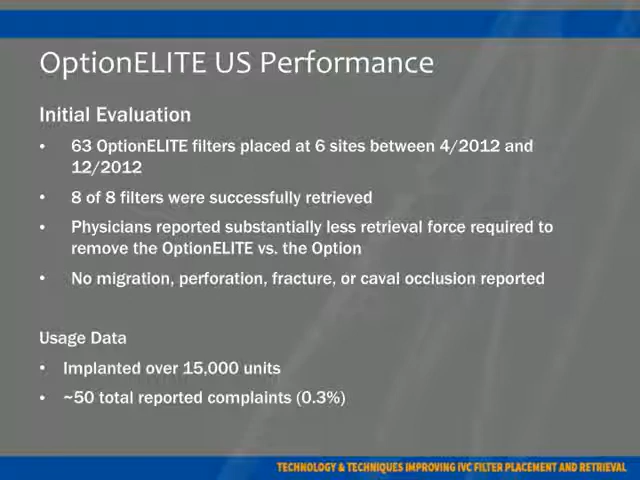 OptionELITE US Performance
Initial Evaluation
• 63 OptionELITE filters placed at 6 sites between 4/2012 and
12/2012
• 8 of 8 filters were successfully retrieved
• Physicians reported substantially less retrieval force required to
remove the OptionELITE vs. the Option
• No migration, perforation, fracture, or caval occlusion reported
Usage Data
• Implanted over 15,000 units
• ~50 total reported complaints (0.3%)
TECHNOLOGY & TECHNIQUES IMPROVING IVC FILTER PLACEMENT AND RETRIEVAL